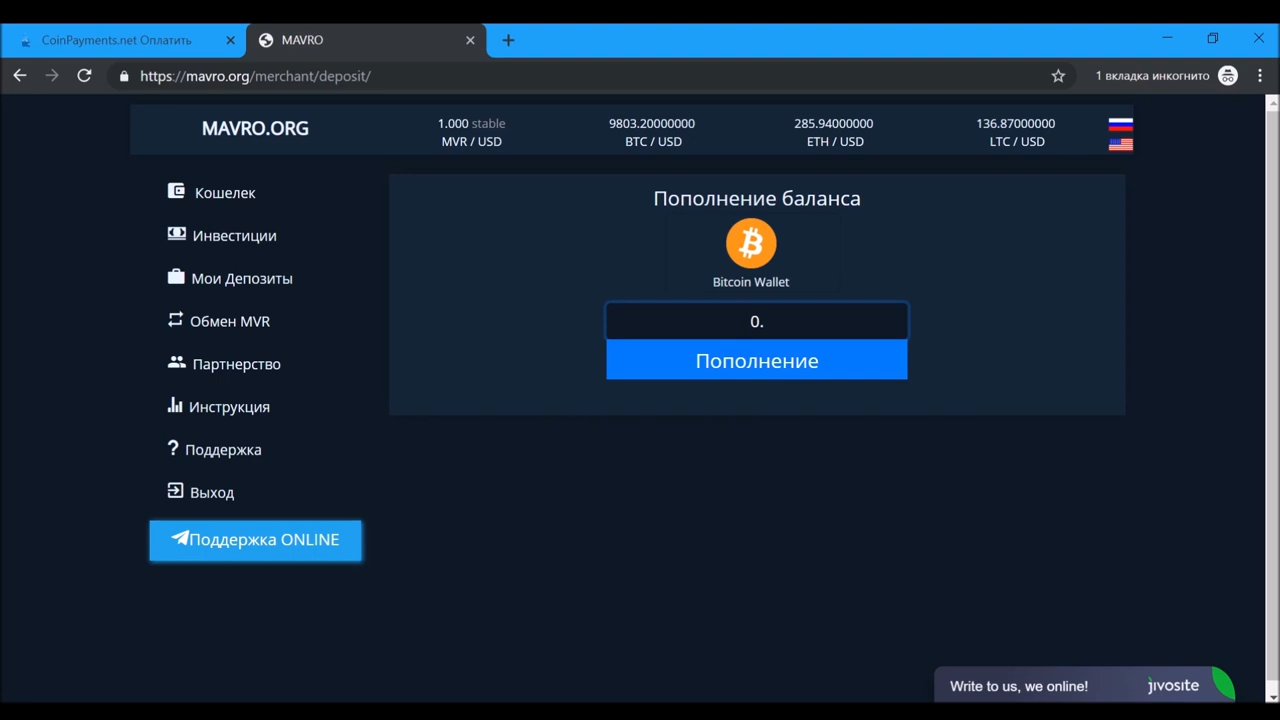 CoinPayments.net Оплатить
MAVRO
https://mavro.org/merchant/deposit/
1 вкладка инкогнито
MAVRO.ORG
1.000 stable
MVR / USD
9803.20000000
BTC / USD
285.94000000
ETH / USD
136.87000000
LTC / USD
Кошелек
Инвестиции
Мои Депозиты
Обмен MVR
Партнерство
Инструкция
Поддержка
Выход
Поддержка ONLINE
Пополнение баланса
Bitcoin Wallet
0.
Пополнение
Write to us, we online!
jivosite